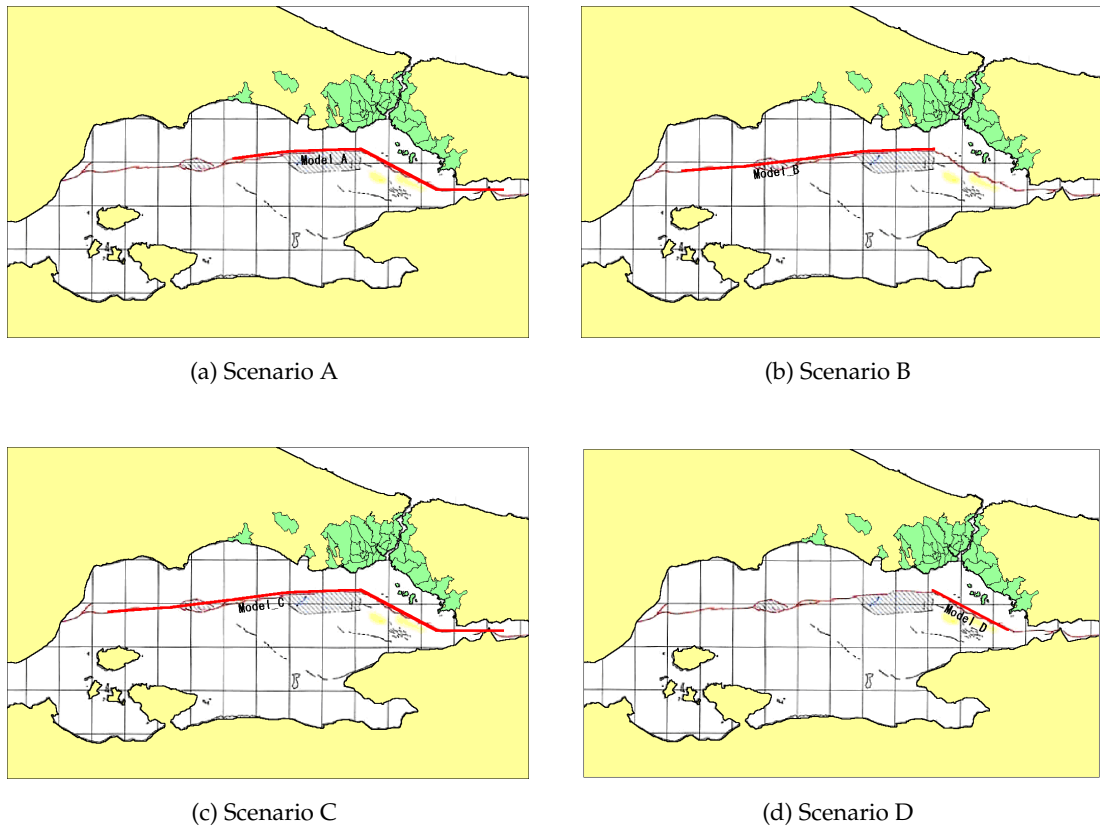 Model_A
(a) Scenario A
Model_B
(b) Scenario B
Model_C
(c) Scenario C
Model_D
(d) Scenario D